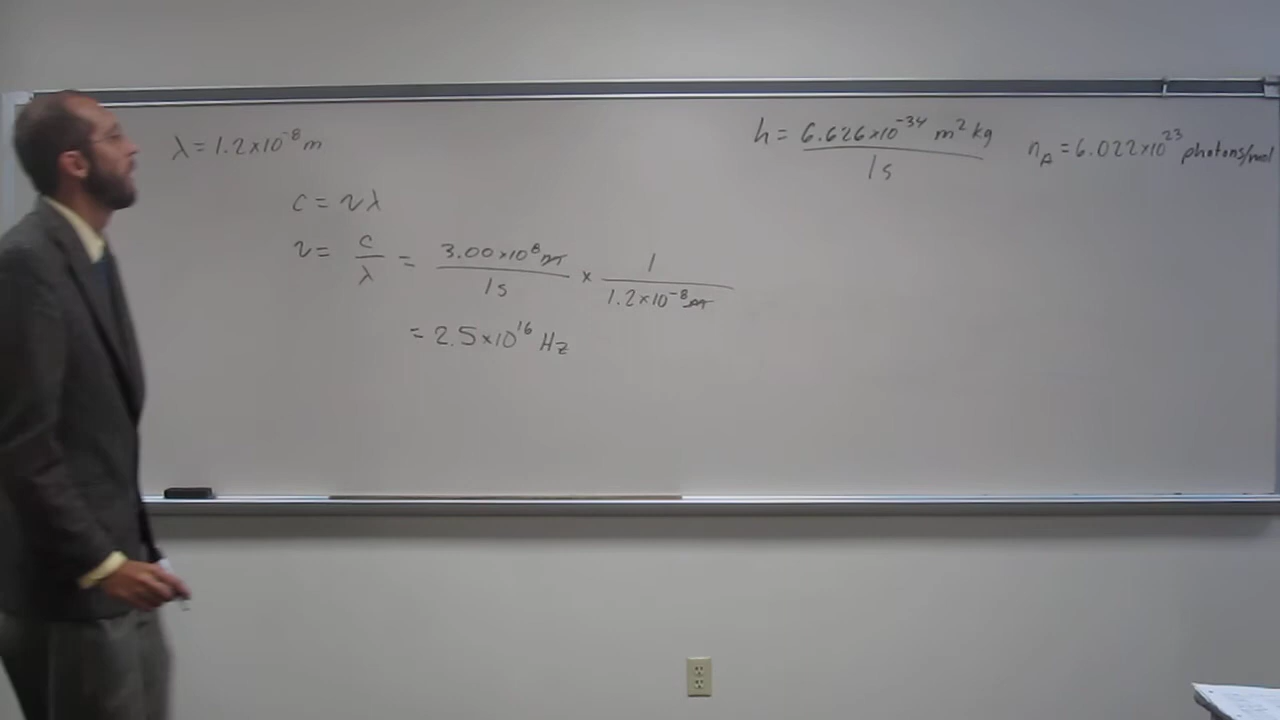 λ = 1.2×10⁻⁸ m
h = 6.626×10⁻³⁴ m² kg / 1 s
n_A = 6.022×10²³ photons/mol
c = νλ
ν = c/λ = 3.00×10⁸ m / 1 s × 1 / 1.2×10⁻⁸ m
= 2.5×10¹⁶ Hz